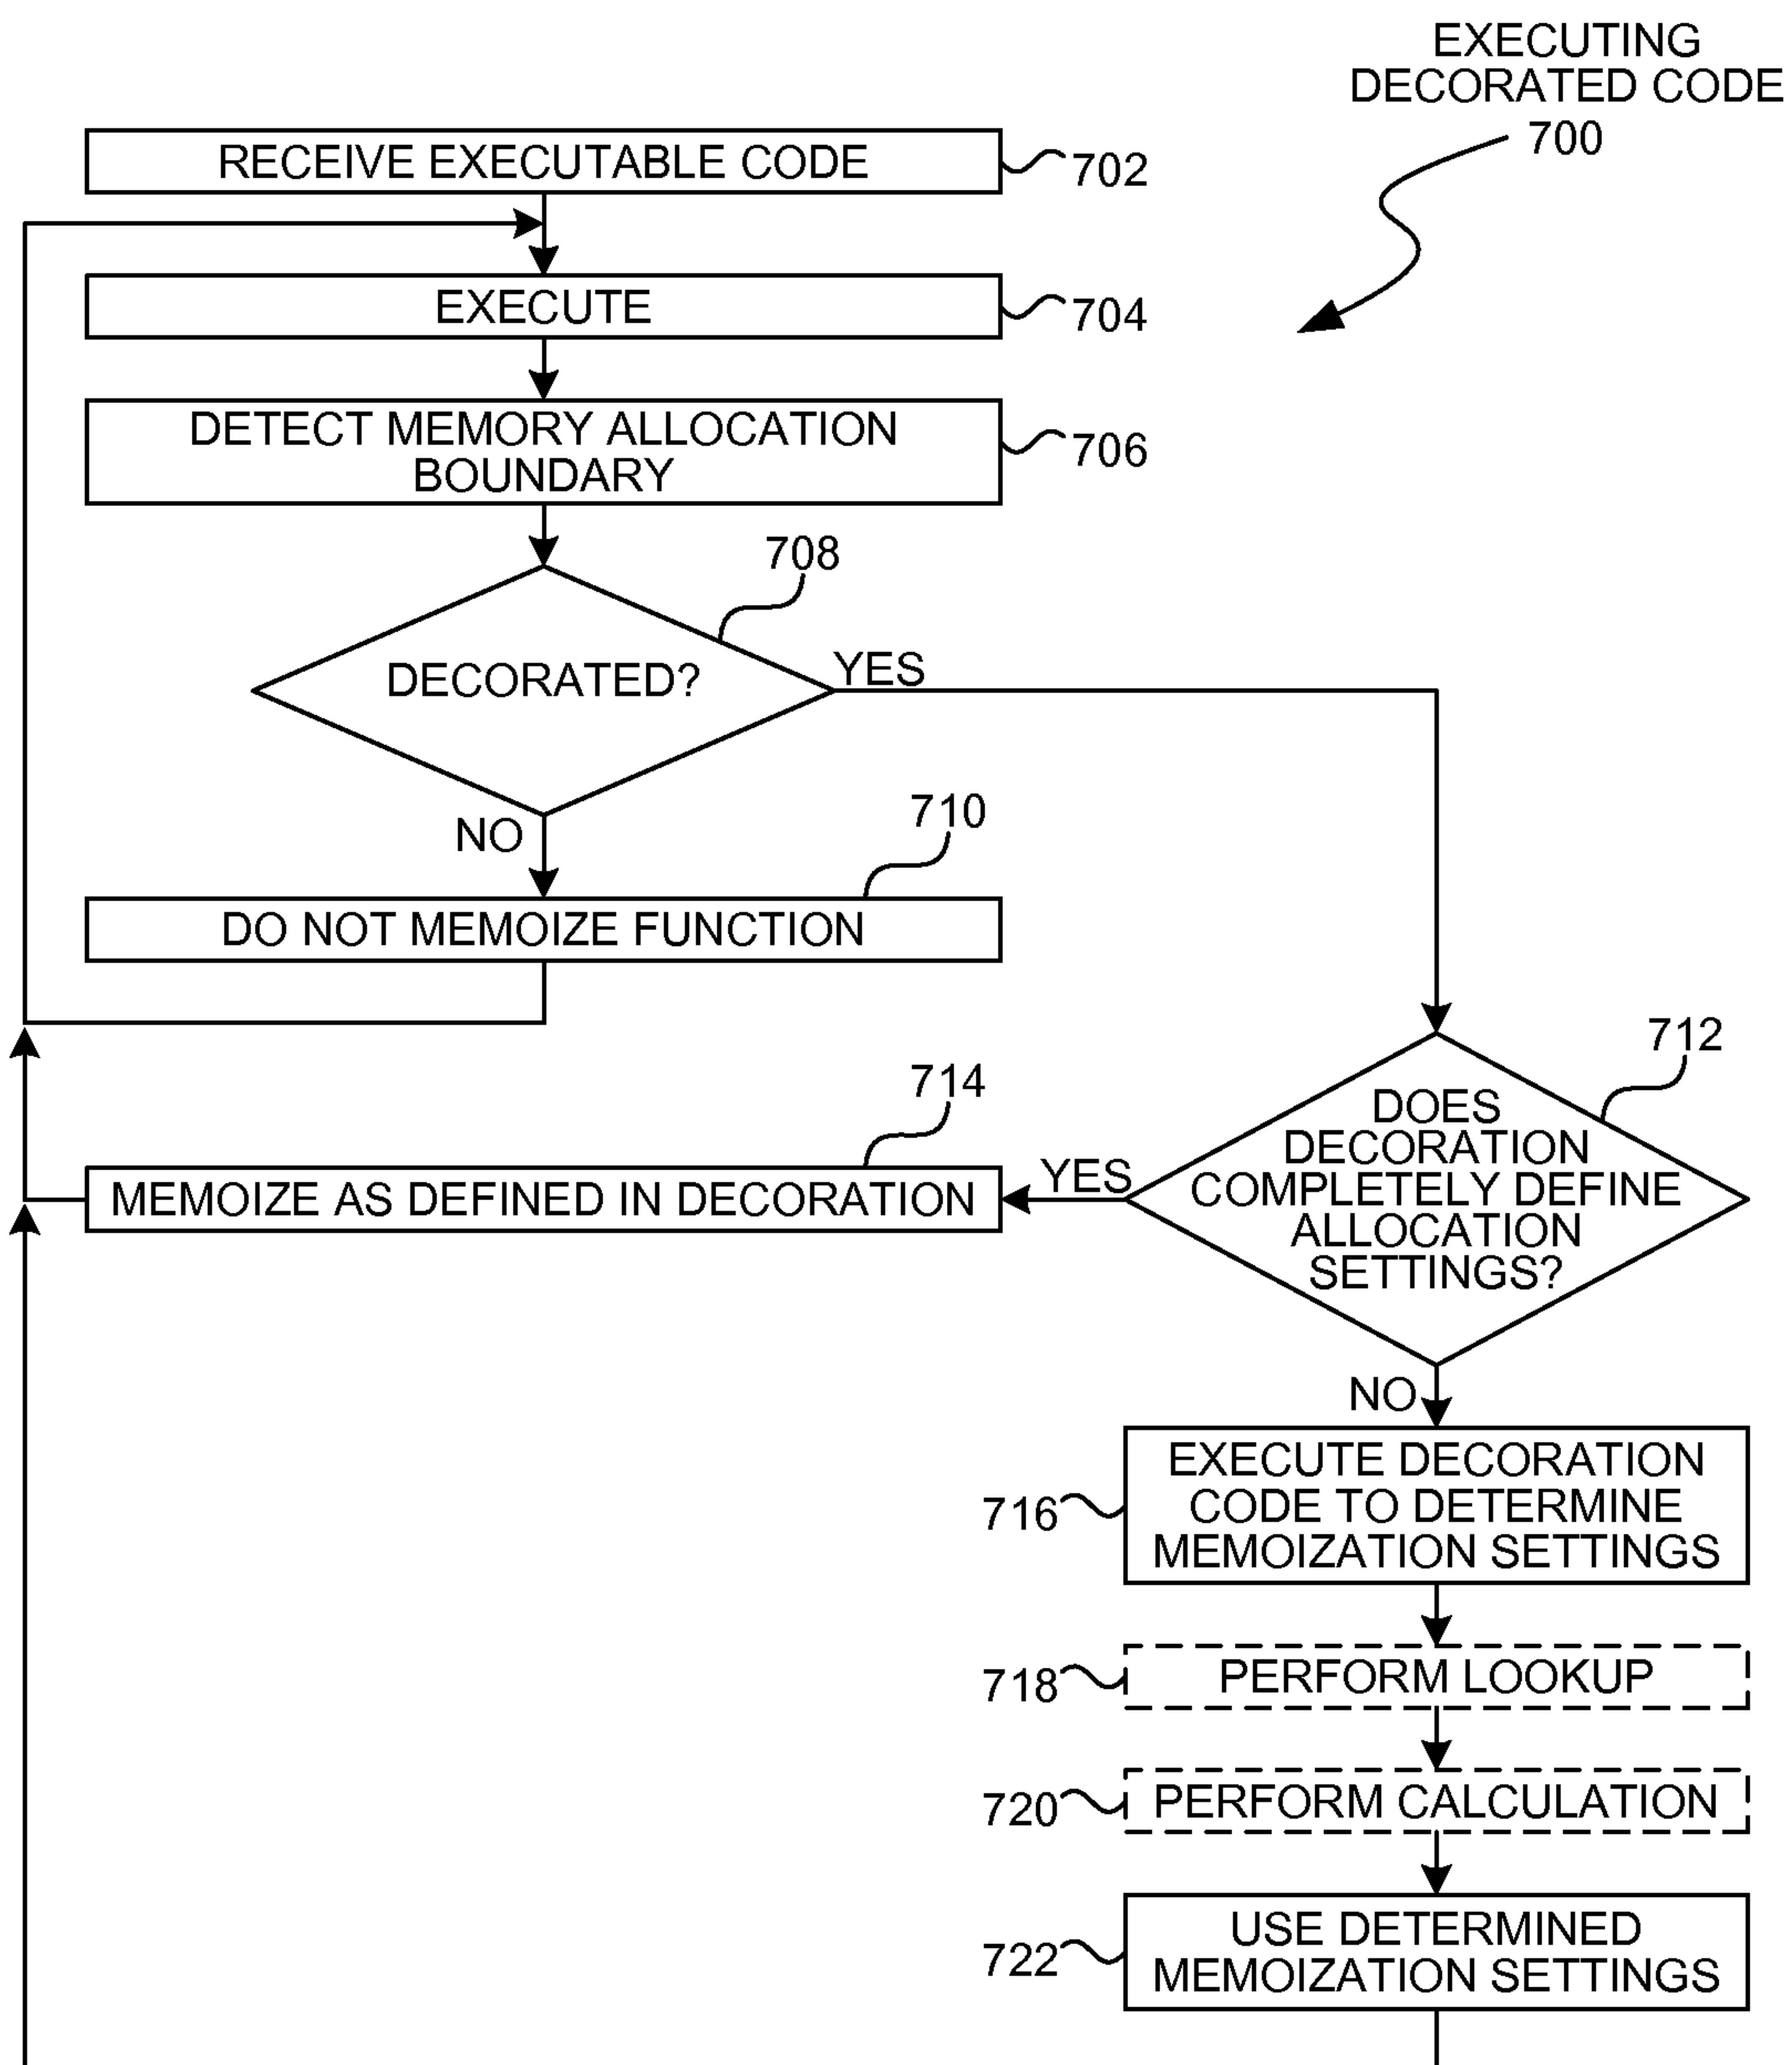 EXECUTING
DECORATED CODE
700
RECEIVE EXECUTABLE CODE
702
EXECUTE
704
DETECT MEMORY ALLOCATION
BOUNDARY
706
708
DECORATED?
YES
NO
710
DO NOT MEMOIZE FUNCTION
712
DOES
DECORATION
COMPLETELY DEFINE
ALLOCATION
SETTINGS?
714
YES
MEMOIZE AS DEFINED IN DECORATION
NO
EXECUTE DECORATION
CODE TO DETERMINE
MEMOIZATION SETTINGS
716
PERFORM LOOKUP
718
PERFORM CALCULATION
720
USE DETERMINED
MEMOIZATION SETTINGS
722